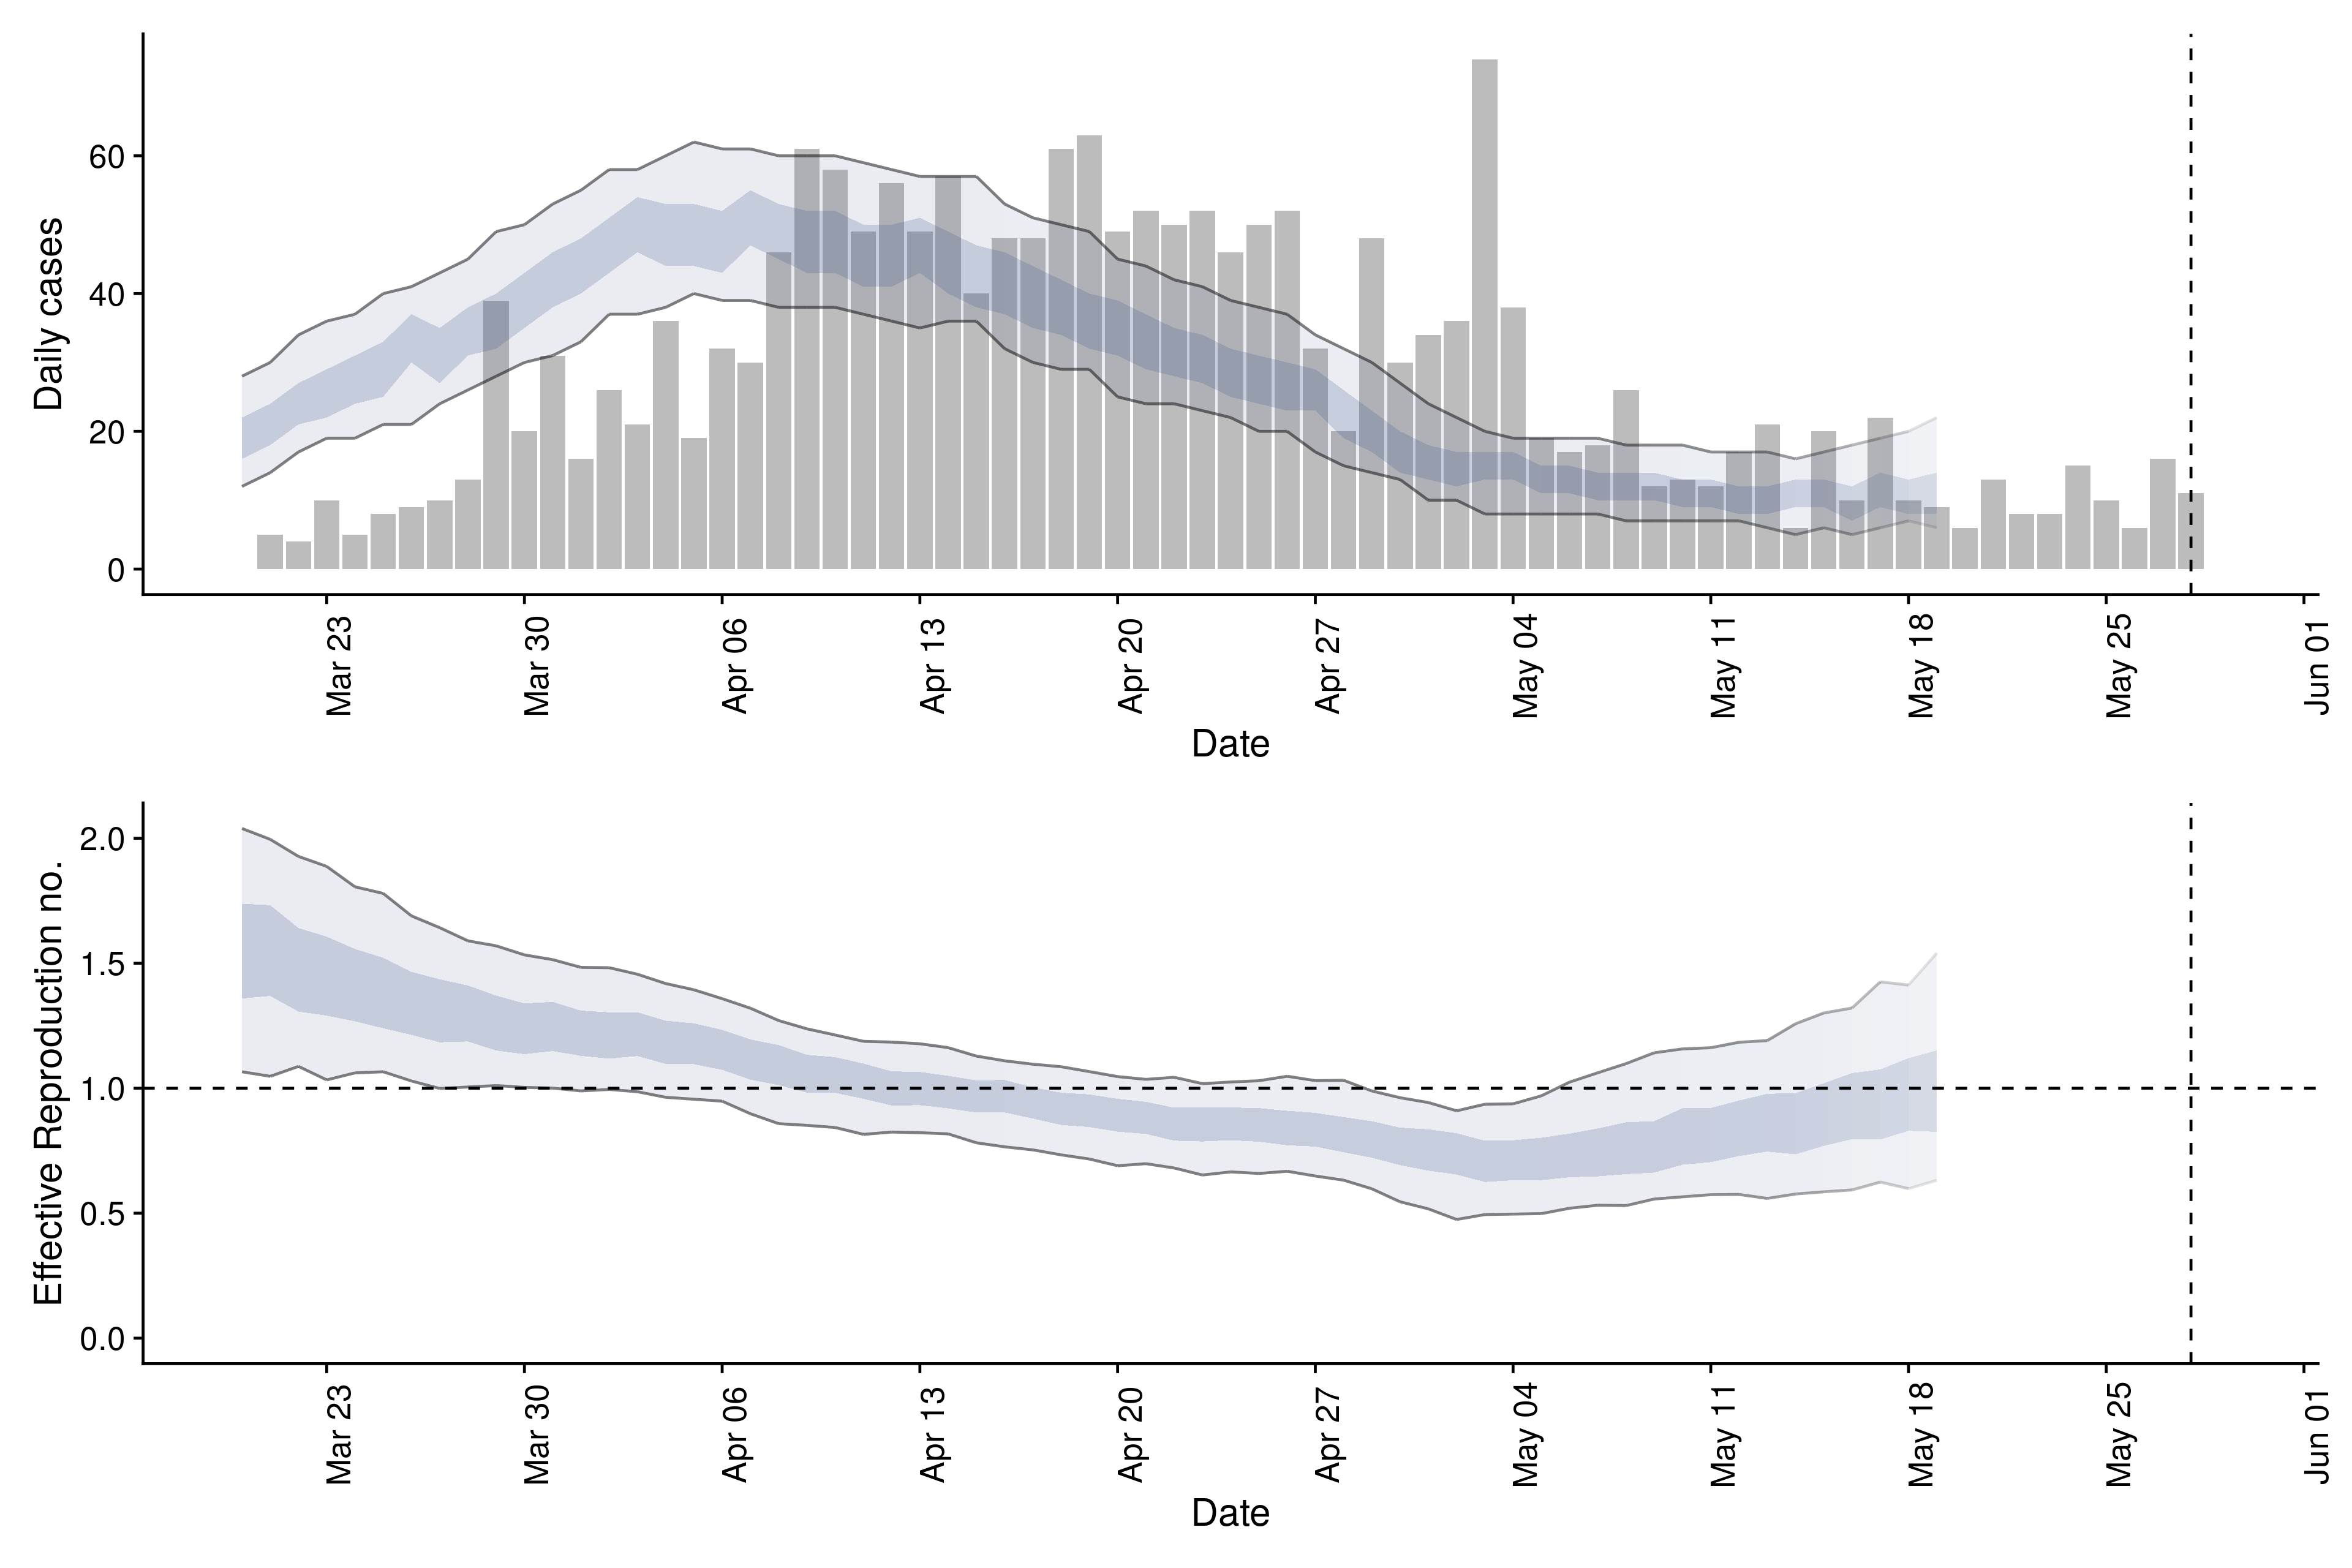 Daily cases
60
40
20
0
Mar 23
Mar 30
Apr 06
Apr 13
Apr 20
Apr 27
May 04
May 11
May 18
May 25
Jun 01
Date
Effective Reproduction no.
2.0
1.5
1.0
0.5
0.0
Mar 23
Mar 30
Apr 06
Apr 13
Apr 20
Apr 27
May 04
May 11
May 18
May 25
Jun 01
Date